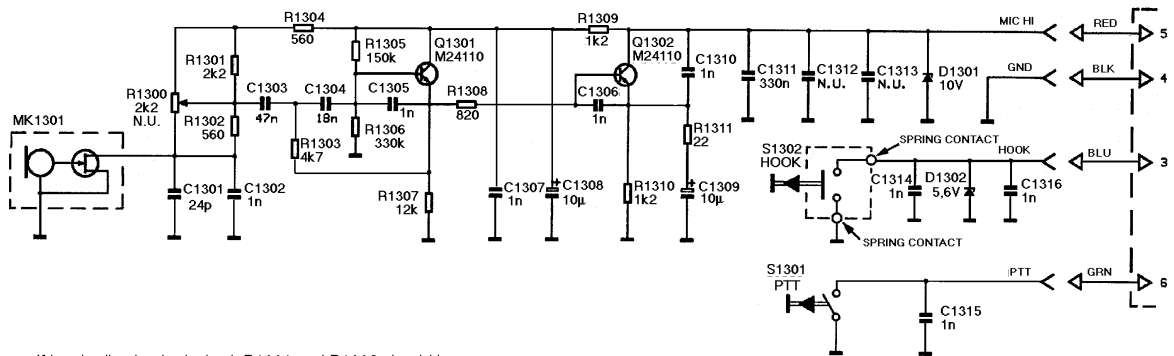 R1304
560
R1309
1k2
MIC HI
RED
5
R1301
2k2
R1305
150k
Q1301
M24110
Q1302
M24110
C1310
1n
C1311
330n
C1312
N.U.
C1313
N.U.
D1301
10V
GND
BLK
4
R1300
2k2
N.U.
C1303
47n
C1304
18n
C1305
1n
R1308
820
C1306
1n
MK1301
R1302
560
R1303
4k7
R1306
330k
R1311
22
SPRING CONTACT
S1302
HOOK
HOOK
BLU
3
C1301
24p
C1302
1n
R1307
12k
C1307
1n
+
C1308
10µ
R1310
1k2
C1309
10µ
C1314
1n
D1302
5,6V
C1316
1n
SPRING CONTACT
S1301
PTT
PTT
GRN
6
C1315
1n